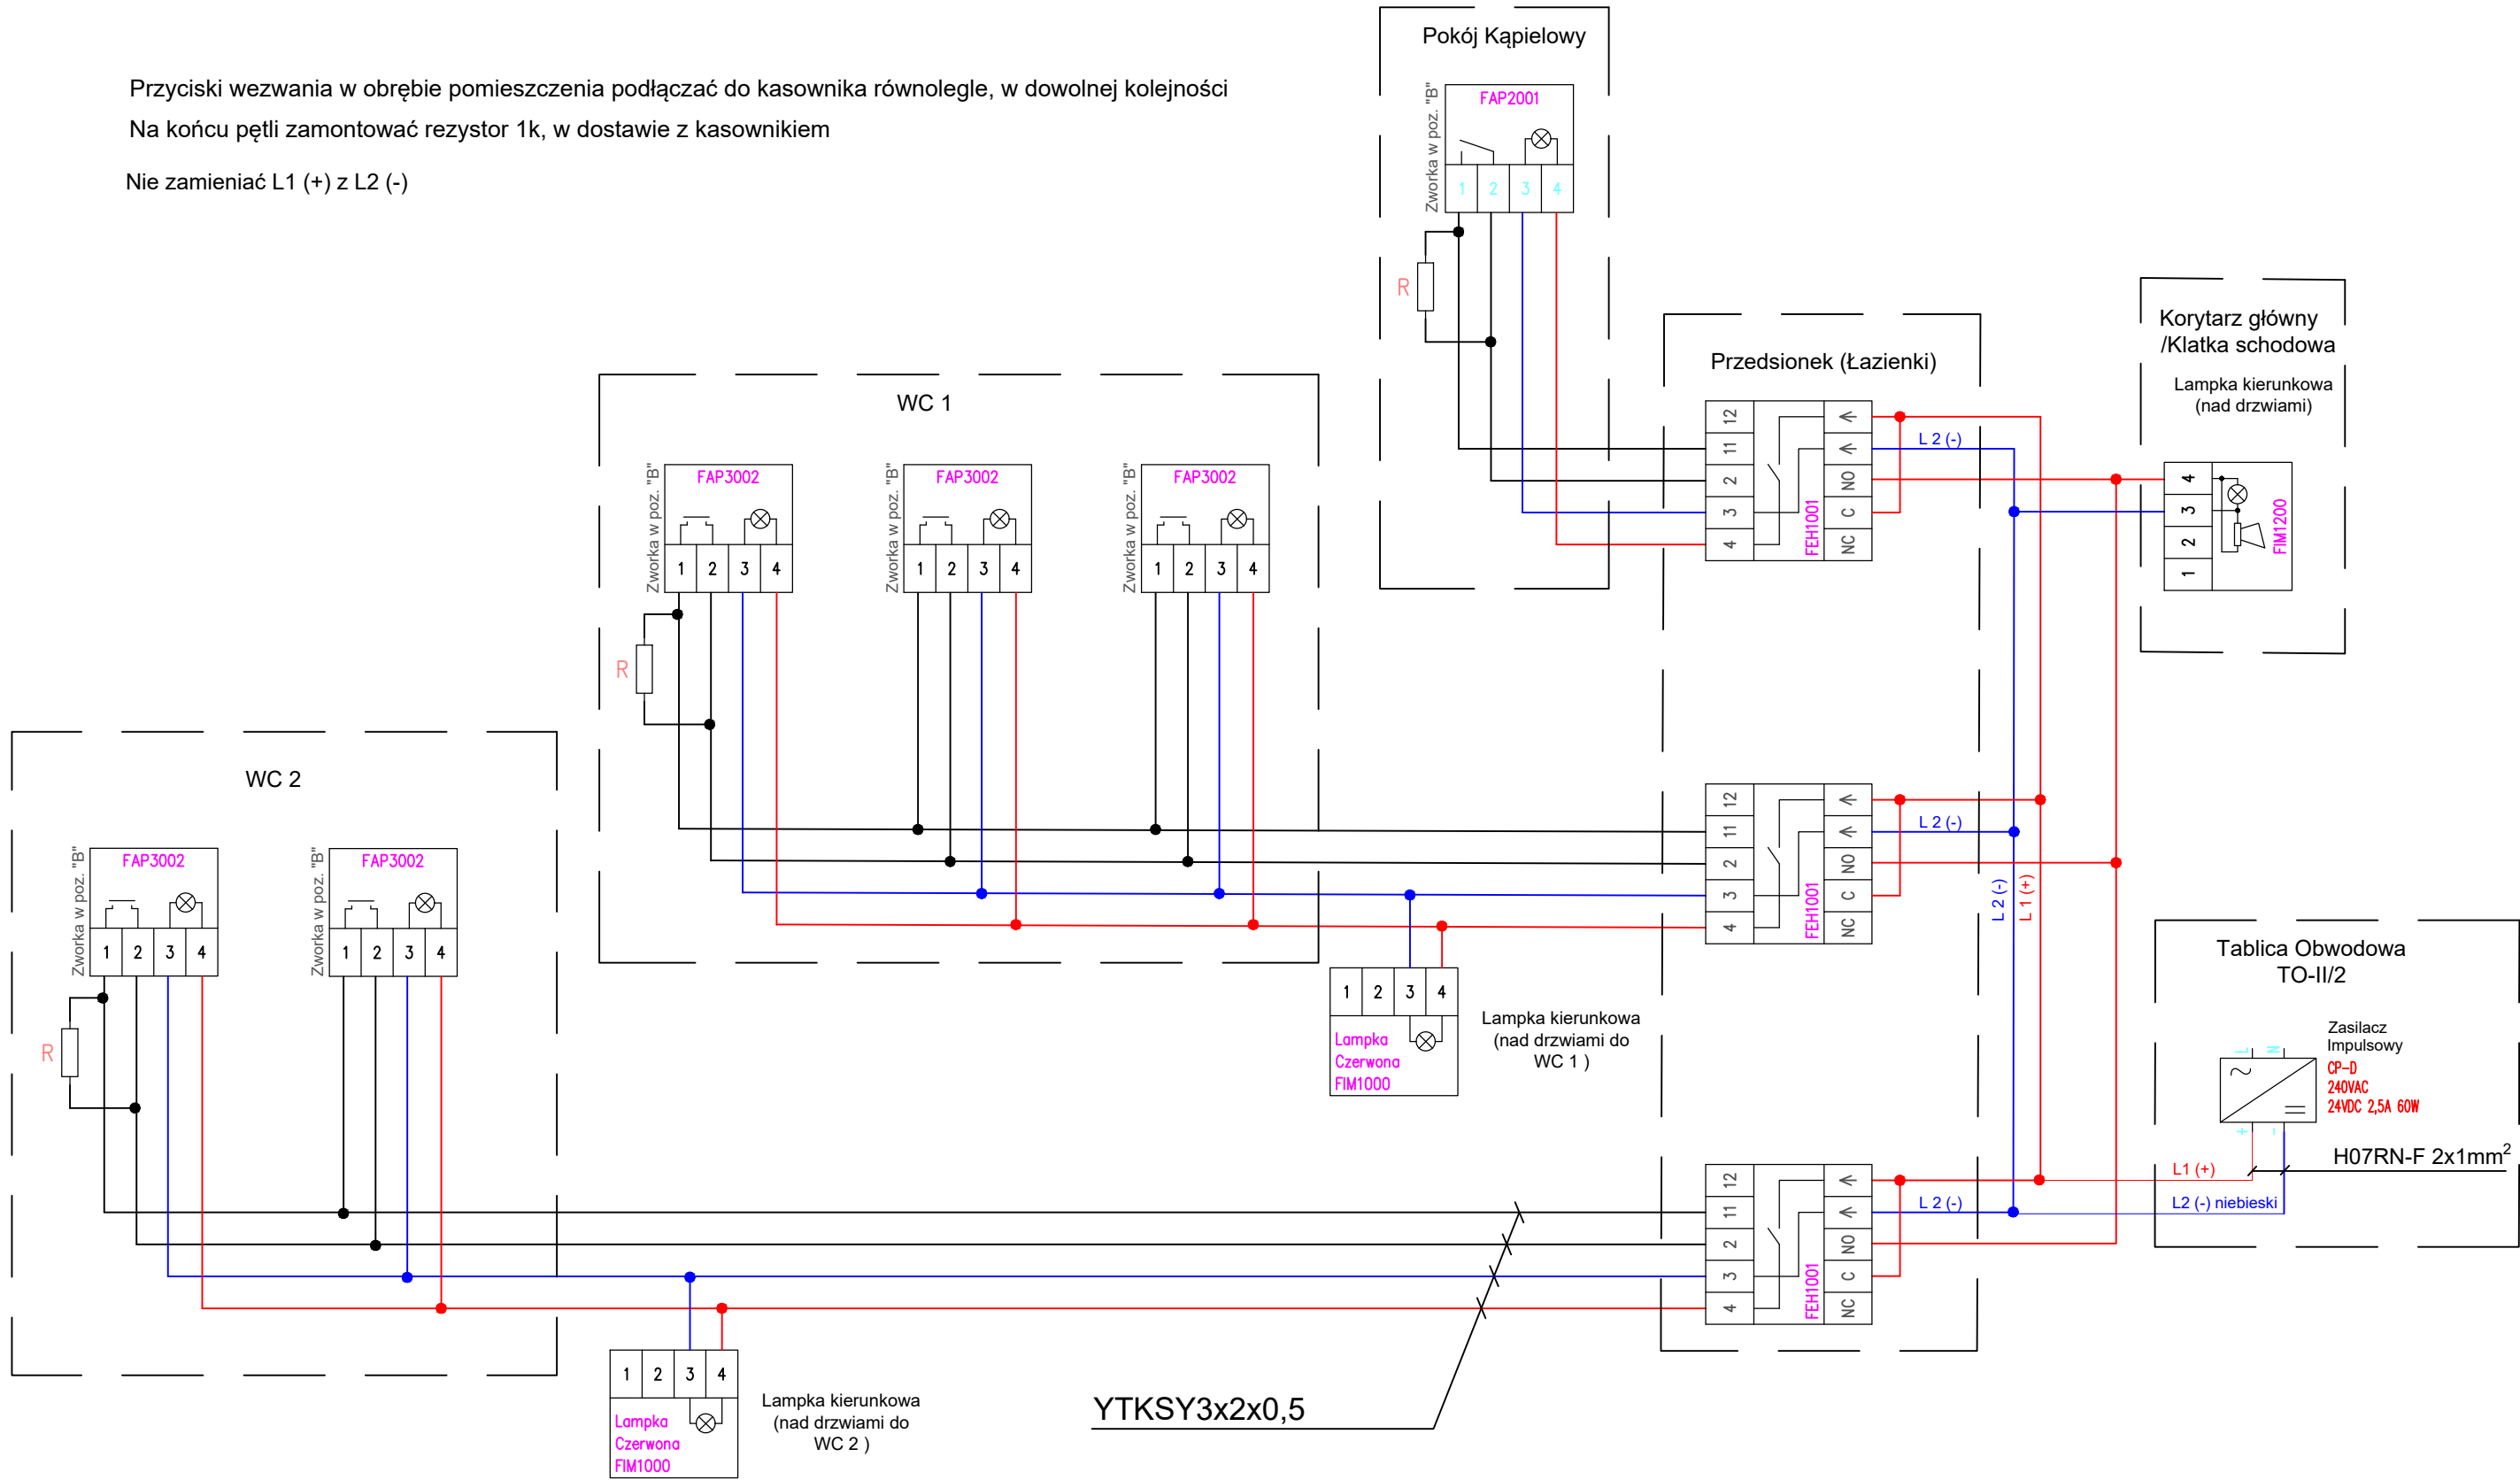 Przyciski wezwania w obrębie pomieszczenia podłączać do kasownika równolegle, w dowolnej kolejności
Na końcu pętli zamontować rezystor 1k, w dostawie z kasownikiem
Nie zamieniać L1 (+) z L2 (-)
Pokój Kąpielowy
Zworka w poz. "B"
FAP2001
1 2 3 4
R
Przedsionek (Łazienki)
12
11
2
3
4
FEH1001
NO
C
NC
L 2 (-)
Korytarz główny
/Klatka schodowa
Lampka kierunkowa
(nad drzwiami)
4
3
2
1
FIM1200
WC 1
Zworka w poz. "B"
FAP3002
1 2 3 4
Zworka w poz. "B"
FAP3002
1 2 3 4
Zworka w poz. "B"
FAP3002
1 2 3 4
R
12
11
2
3
4
FEH1001
NO
C
NC
L 2 (-)
L 2 (-)
L 1 (+)
1 2 3 4
Lampka
Czerwona
FIM1000
Lampka kierunkowa
(nad drzwiami do
WC 1 )
WC 2
Zworka w poz. "B"
FAP3002
1 2 3 4
Zworka w poz. "B"
FAP3002
1 2 3 4
R
12
11
2
3
4
FEH1001
NO
C
NC
L 2 (-)
1 2 3 4
Lampka
Czerwona
FIM1000
Lampka kierunkowa
(nad drzwiami do
WC 2 )
YTKSY3x2x0,5
Tablica Obwodowa
TO-II/2
Zasilacz
Impulsowy
CP-D
240VAC
24VDC 2,5A 60W
L N
+ -
L1 (+)
L2 (-) niebieski
H07RN-F 2x1mm²